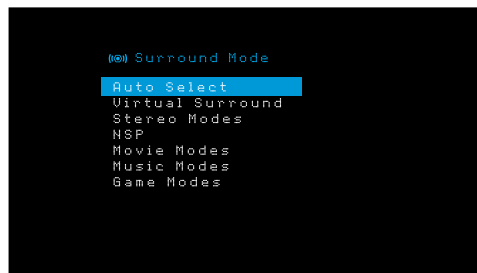 Surround Mode
Auto Select
Virtual Surround
Stereo Modes
NSP
Movie Modes
Music Modes
Game Modes